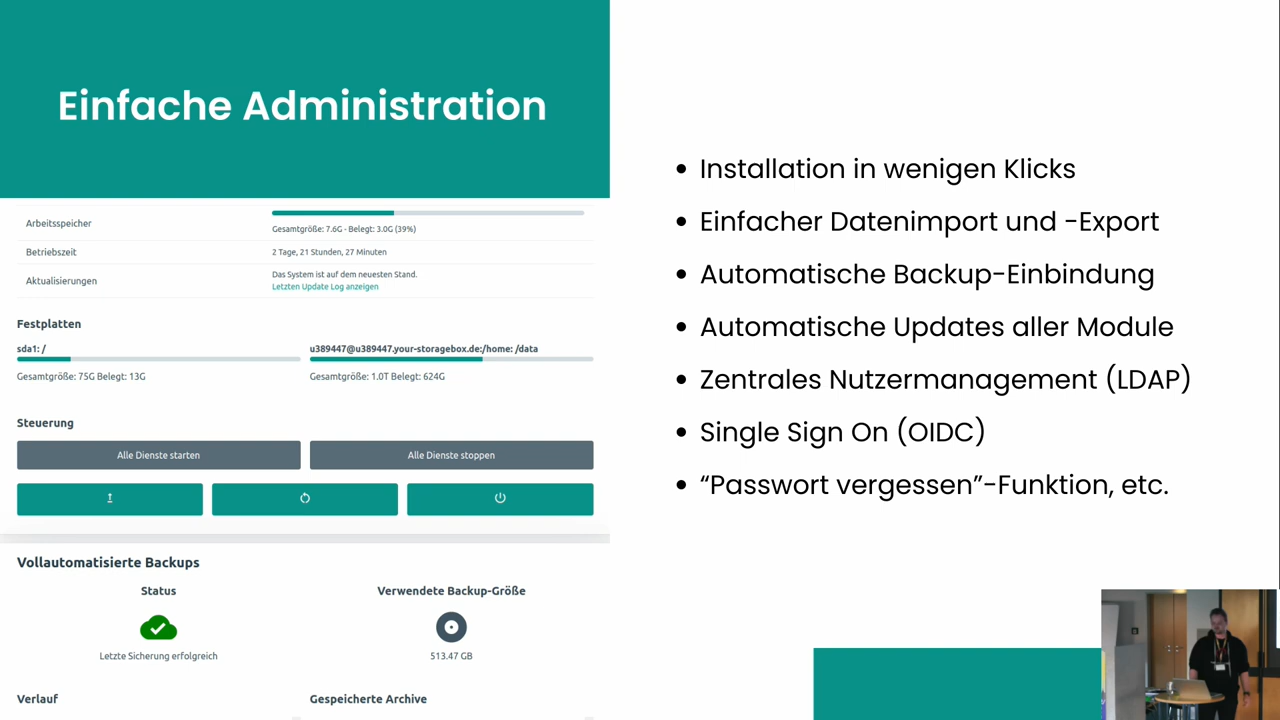 Einfache Administration
Arbeitsspeicher
Gesamtgröße: 7.6G - Belegt: 3.0G (39%)
Betriebszeit
2 Tage, 21 Stunden, 27 Minuten
Aktualisierungen
Das System ist auf dem neuesten Stand.
Letzten Update Log anzeigen
Festplatten
sda1: /
Gesamtgröße: 75G Belegt: 13G
u389447@u389447.your-storagebox.de:/home: /data
Gesamtgröße: 1.0T Belegt: 624G
Steuerung
Alle Dienste starten
Alle Dienste stoppen
Vollautomatisierte Backups
Status
Letzte Sicherung erfolgreich
Verwendete Backup-Größe
513.47 GB
Verlauf
Gespeicherte Archive
• Installation in wenigen Klicks
• Einfacher Datenimport und -Export
• Automatische Backup-Einbindung
• Automatische Updates aller Module
• Zentrales Nutzermanagement (LDAP)
• Single Sign On (OIDC)
• “Passwort vergessen”-Funktion, etc.